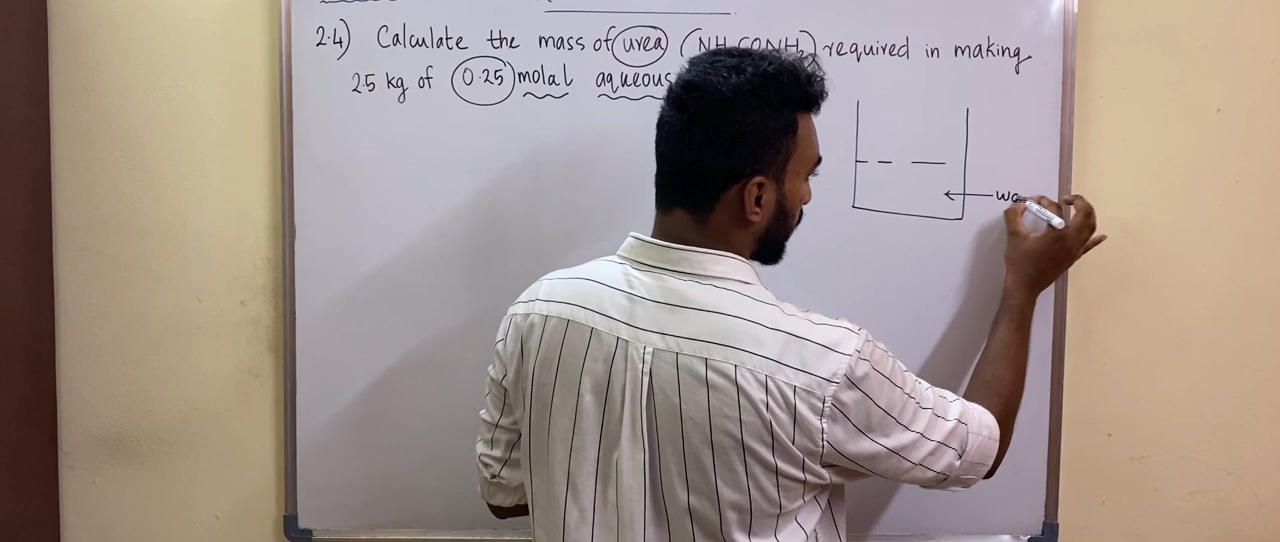 2.4) Calculate the mass of urea (NH2CONH2) required in making
2.5 kg of 0.25 molal aqueous